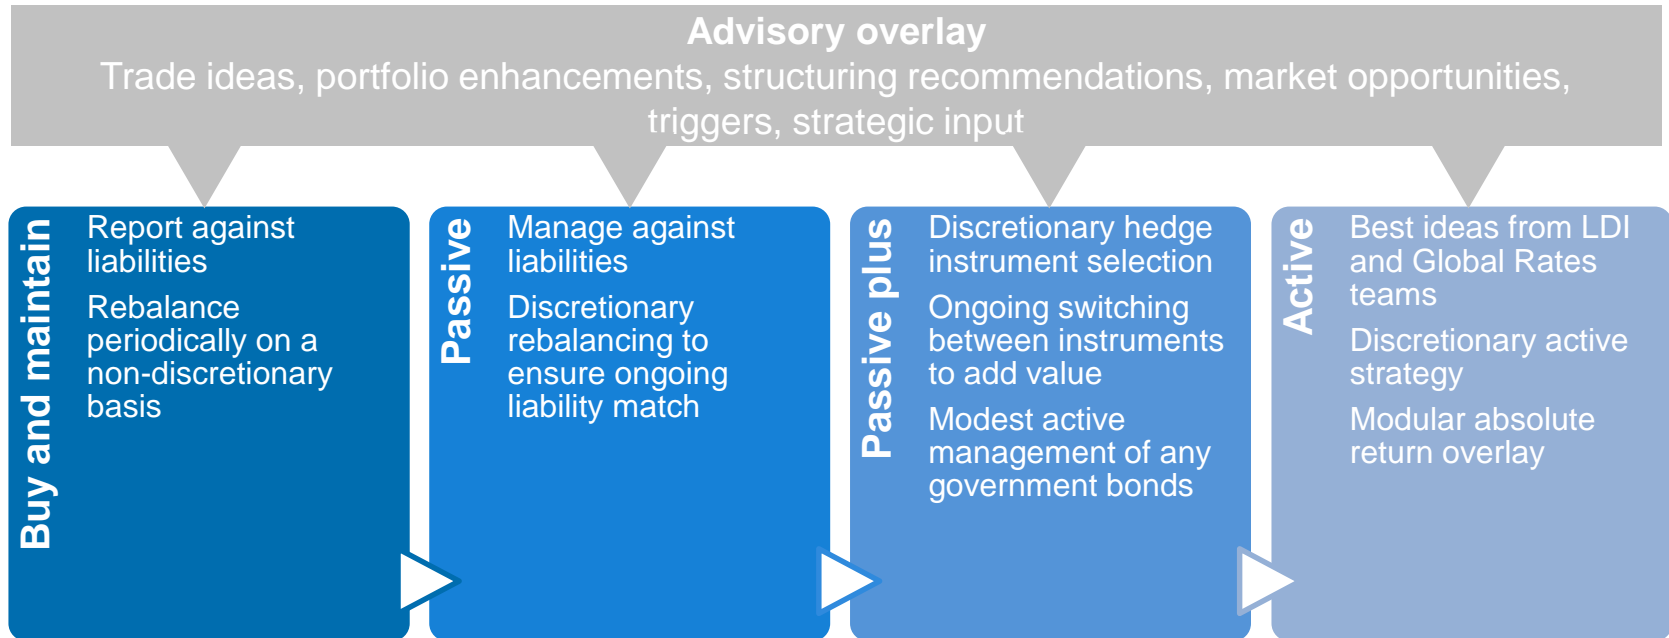 Advisory overlay
Trade ideas, portfolio enhancements, structuring recommendations, market opportunities,
triggers, strategic input
Buy and maintain
Report against
liabilities
Rebalance
periodically on a
non-discretionary
basis
Passive
Manage against
liabilities
Discretionary
rebalancing to
ensure ongoing
liability match
Passive plus
Discretionary hedge
instrument selection
Ongoing switching
between instruments
to add value
Modest active
management of any
government bonds
Active
Best ideas from LDI
and Global Rates
teams
Discretionary active
strategy
Modular absolute
return overlay